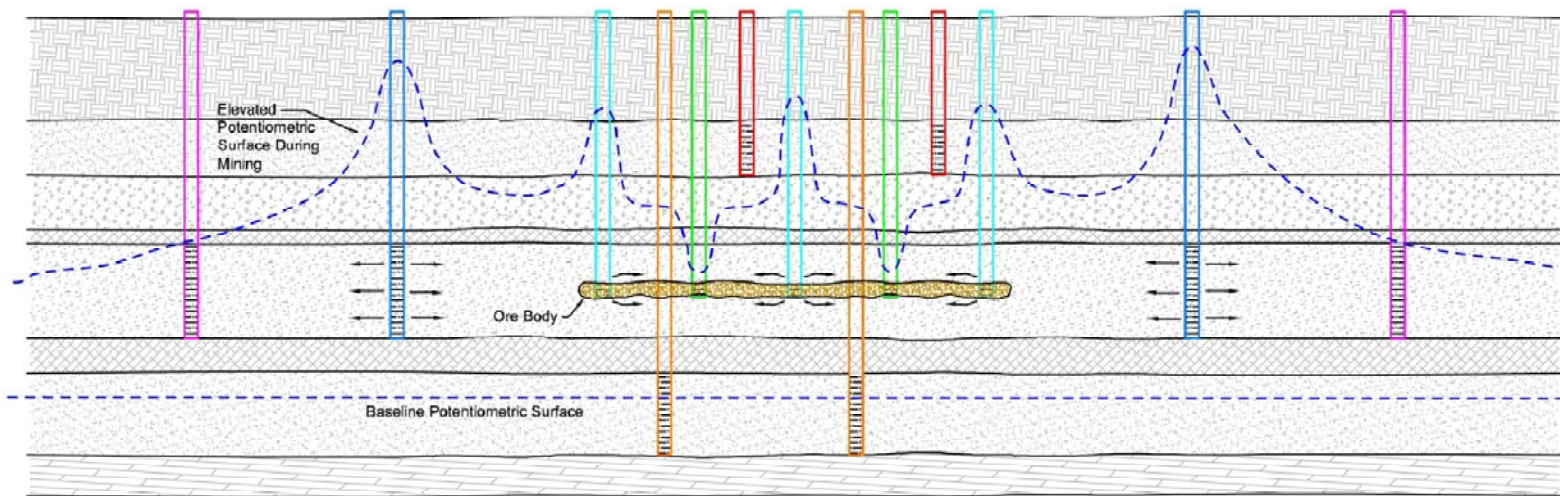 Elevated
Potentiometric
Surface During
Mining
Ore Body
Baseline Potentiometric Surface